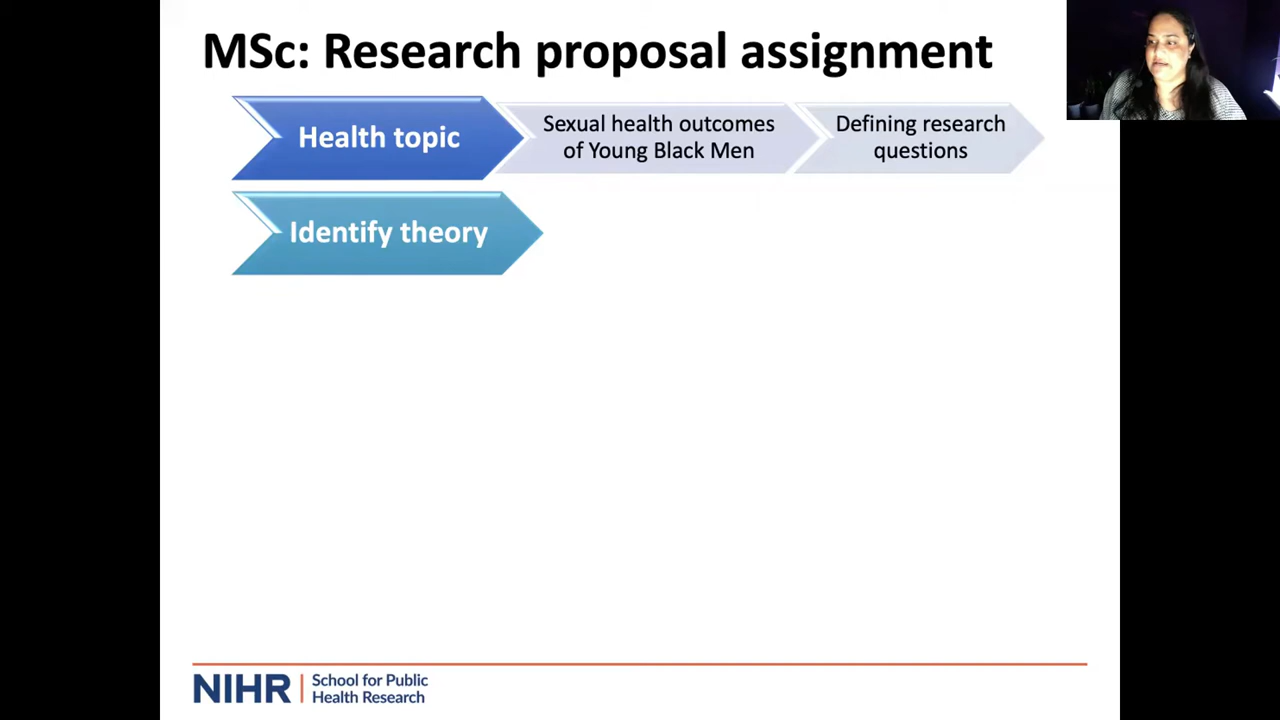 MSc: Research proposal assignment
Health topic
Sexual health outcomes
of Young Black Men
Defining research
questions
Identify theory
NIHR
School for Public
Health Research